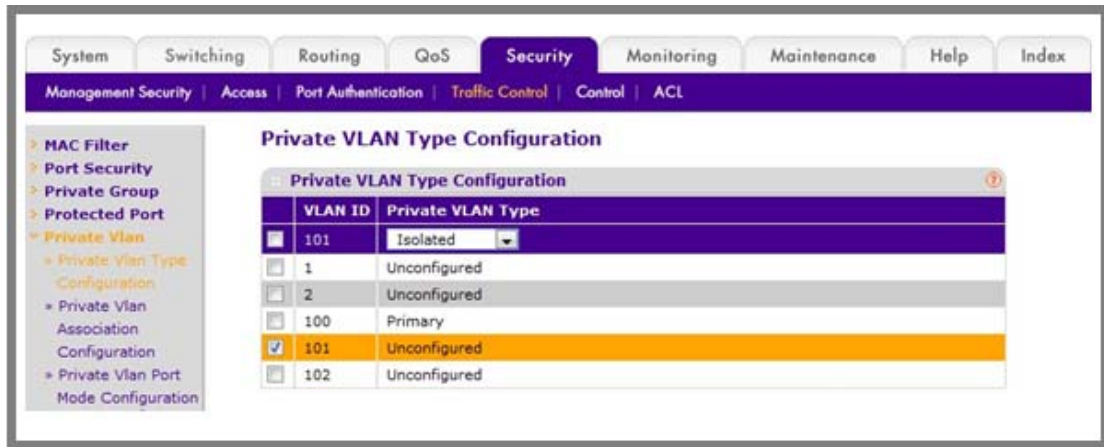 System Switching Routing QoS Security Monitoring Maintenance Help Index
Management Security | Access | Port Authentication | Traffic Control | Control | ACL
MAC Filter
Port Security
Private Group
Protected Port
Private Vlan
» Private Vlan Type
Configuration
» Private Vlan
Association
Configuration
» Private Vlan Port
Mode Configuration
Private VLAN Type Configuration
Private VLAN Type Configuration ?
VLAN ID Private VLAN Type
101 Isolated
1 Unconfigured
2 Unconfigured
100 Primary
101 Unconfigured
102 Unconfigured